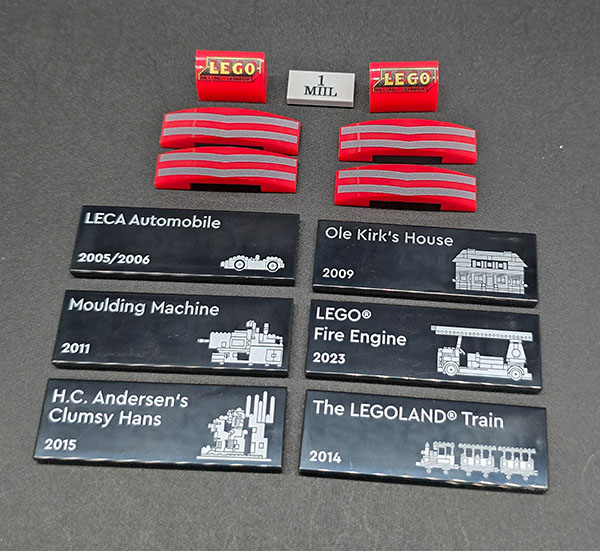 LEGO
1
MIIL
LEGO
LECA Automobile
2005/2006
Ole Kirk's House
2009
Moulding Machine
2011
LEGO®
Fire Engine
2023
H.C. Andersen's
Clumsy Hans
2015
The LEGOLAND® Train
2014